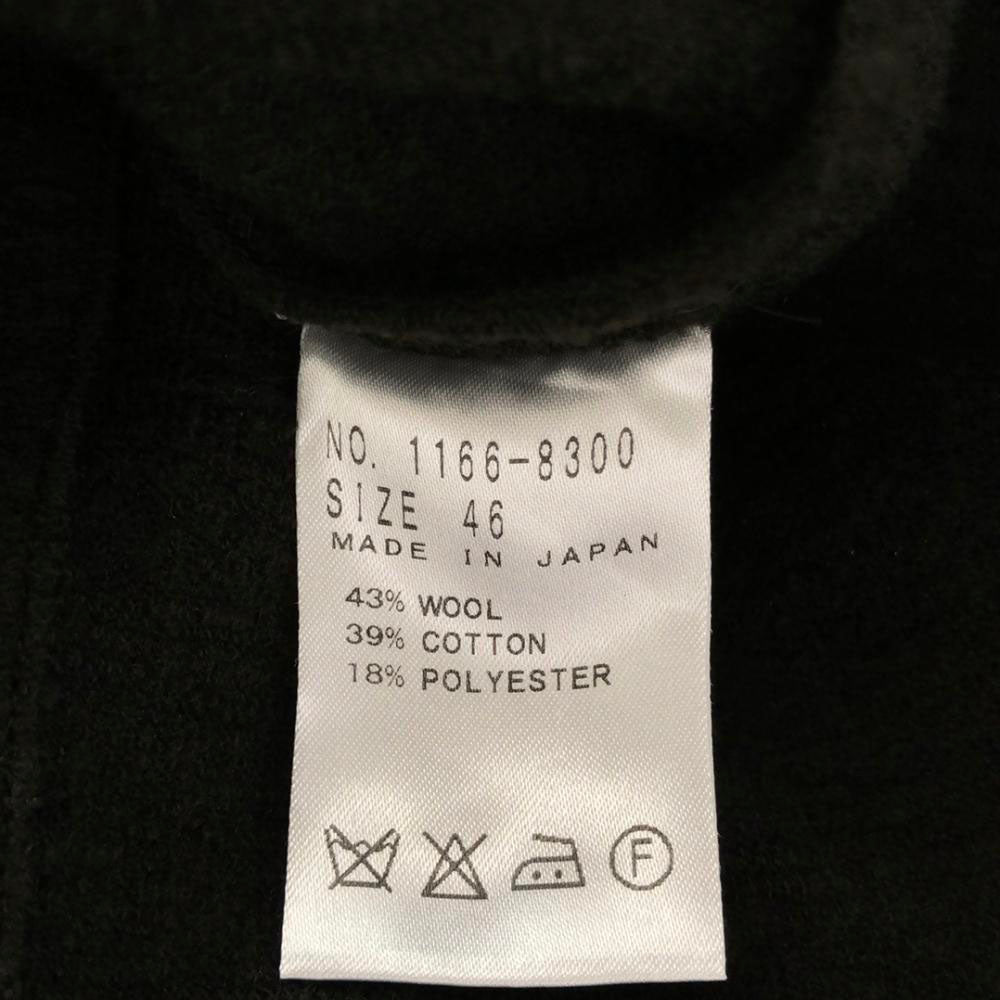 NO. 1166-8300
SIZE 46
MADE IN JAPAN
43% WOOL
39% COTTON
18% POLYESTER
F